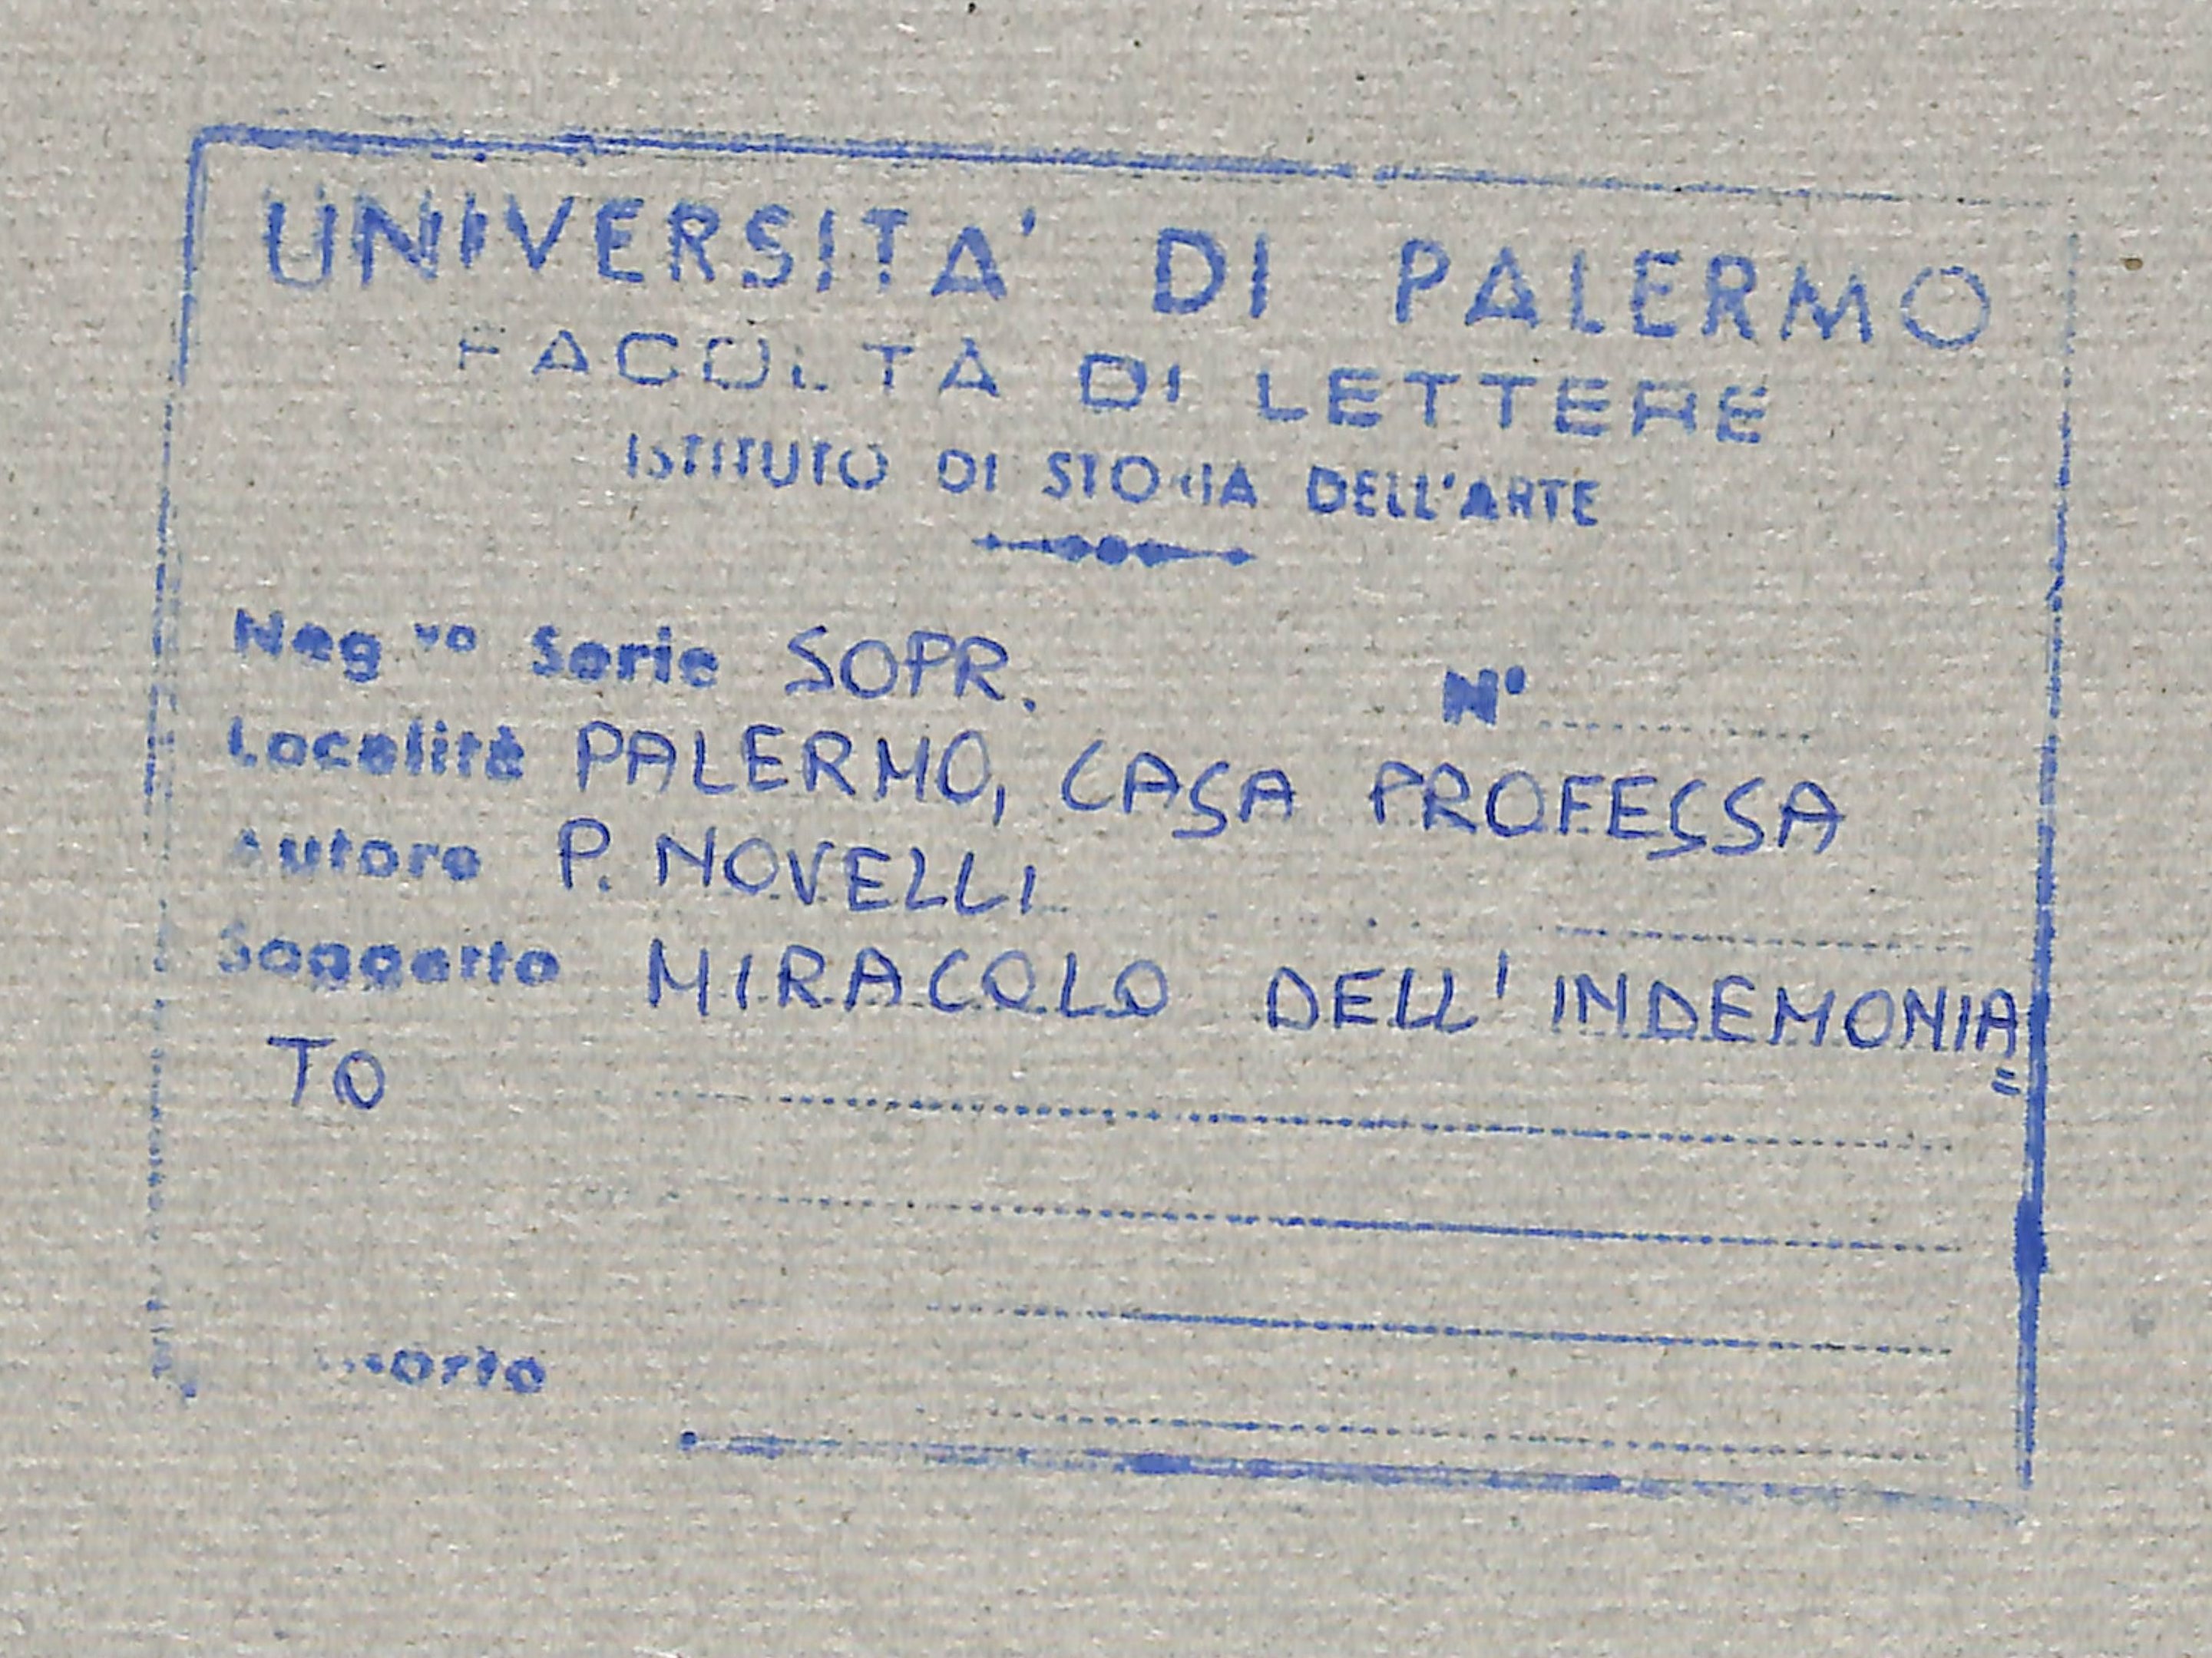 UNIVERSITA' DI PALERMO
FACOLTA DI LETTERE
ISTITUTO DI STORIA DELL'ARTE
Neg.vo Serie SOPR. N°
Località PALERMO, CASA PROFESSA
Autore P. NOVELLI
Soggetto MIRACOLO DELL'INDEMONIA=
TO